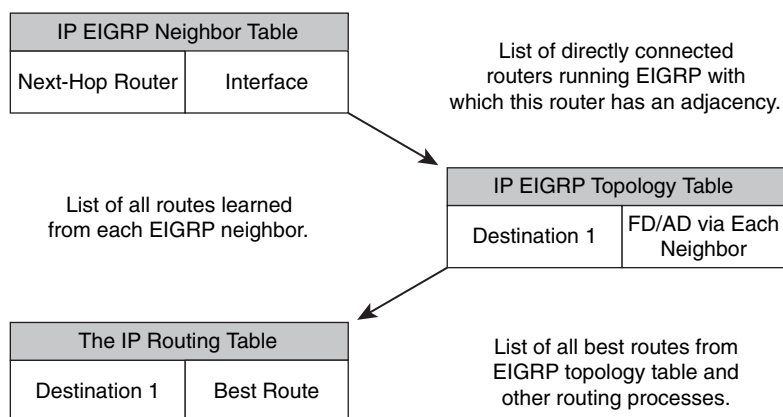 IP EIGRP Neighbor Table
Next-Hop Router
Interface
List of directly connected
routers running EIGRP with
which this router has an adjacency.
List of all routes learned
from each EIGRP neighbor.
IP EIGRP Topology Table
Destination 1
FD/AD via Each
Neighbor
The IP Routing Table
Destination 1
Best Route
List of all best routes from
EIGRP topology table and
other routing processes.